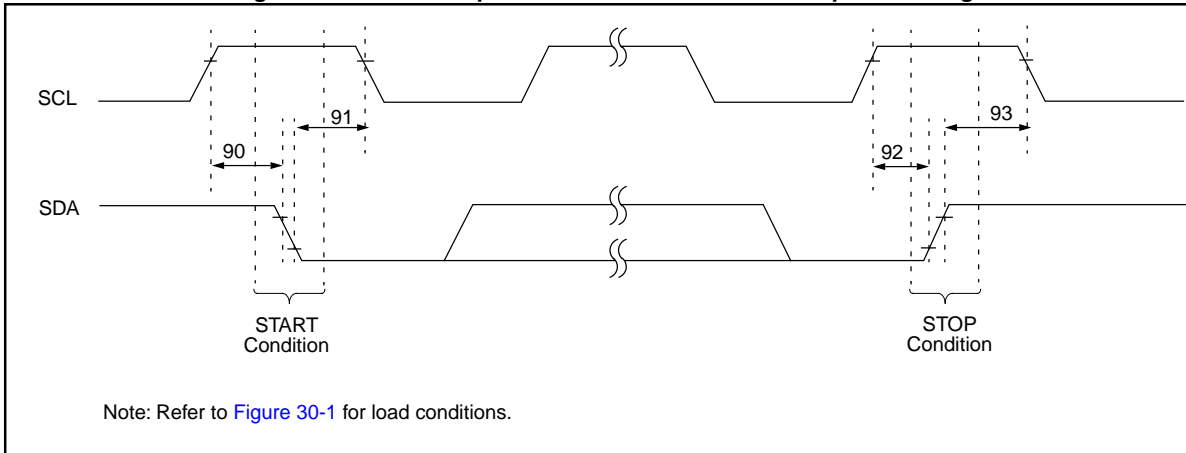 SCL
91
93
90
92
SDA
START
Condition
STOP
Condition
Note: Refer to Figure 30-1 for load conditions.